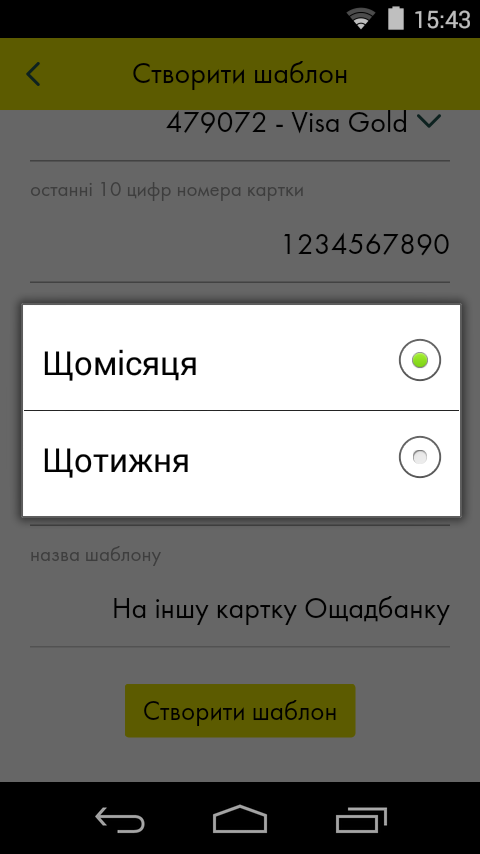 15:43
Створити шаблон
479072 - Visa Gold
останні 10 цифр номера картки
1234567890
Щомісяця
Щотижня
назва шаблону
На іншу картку Ощадбанку
Створити шаблон